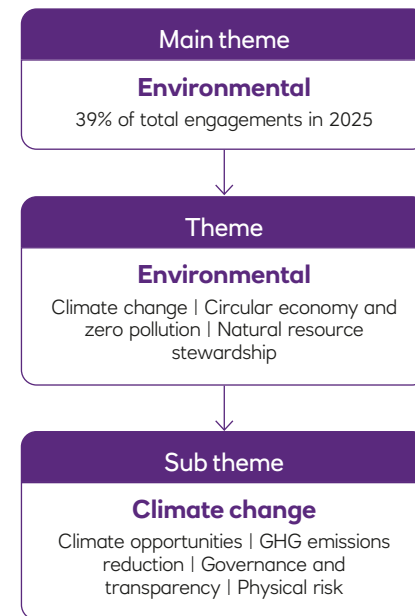 Main theme
Environmental
39% of total engagements in 2025
Theme
Environmental
Climate change | Circular economy and
zero pollution | Natural resource
stewardship
Sub theme
Climate change
Climate opportunities | GHG emissions
reduction | Governance and
transparency | Physical risk